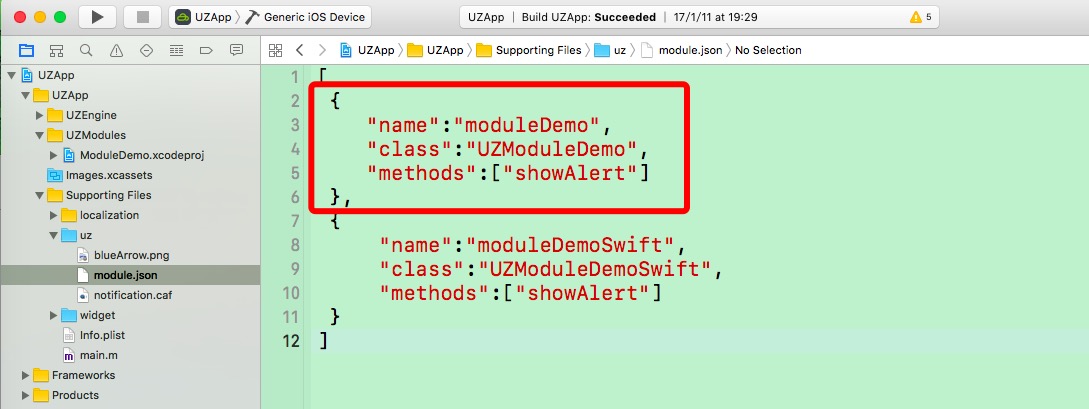 UZApp
Generic iOS Device
UZApp
Build UZApp: Succeeded
17/1/11 at 19:29
5
UZApp
UZApp
Supporting Files
uz
module.json
No Selection
UZApp
UZApp
UZEngine
UZModules
ModuleDemo.xcodeproj
Images.xcassets
Supporting Files
localization
uz
blueArrow.png
module.json
notification.caf
widget
Info.plist
main.m
Frameworks
Products
1 [
2 {
3 "name":"moduleDemo",
4 "class":"UZModuleDemo",
5 "methods":["showAlert"]
6 },
7 {
8 "name":"moduleDemoSwift",
9 "class":"UZModuleDemoSwift",
10 "methods":["showAlert"]
11 }
12 ]